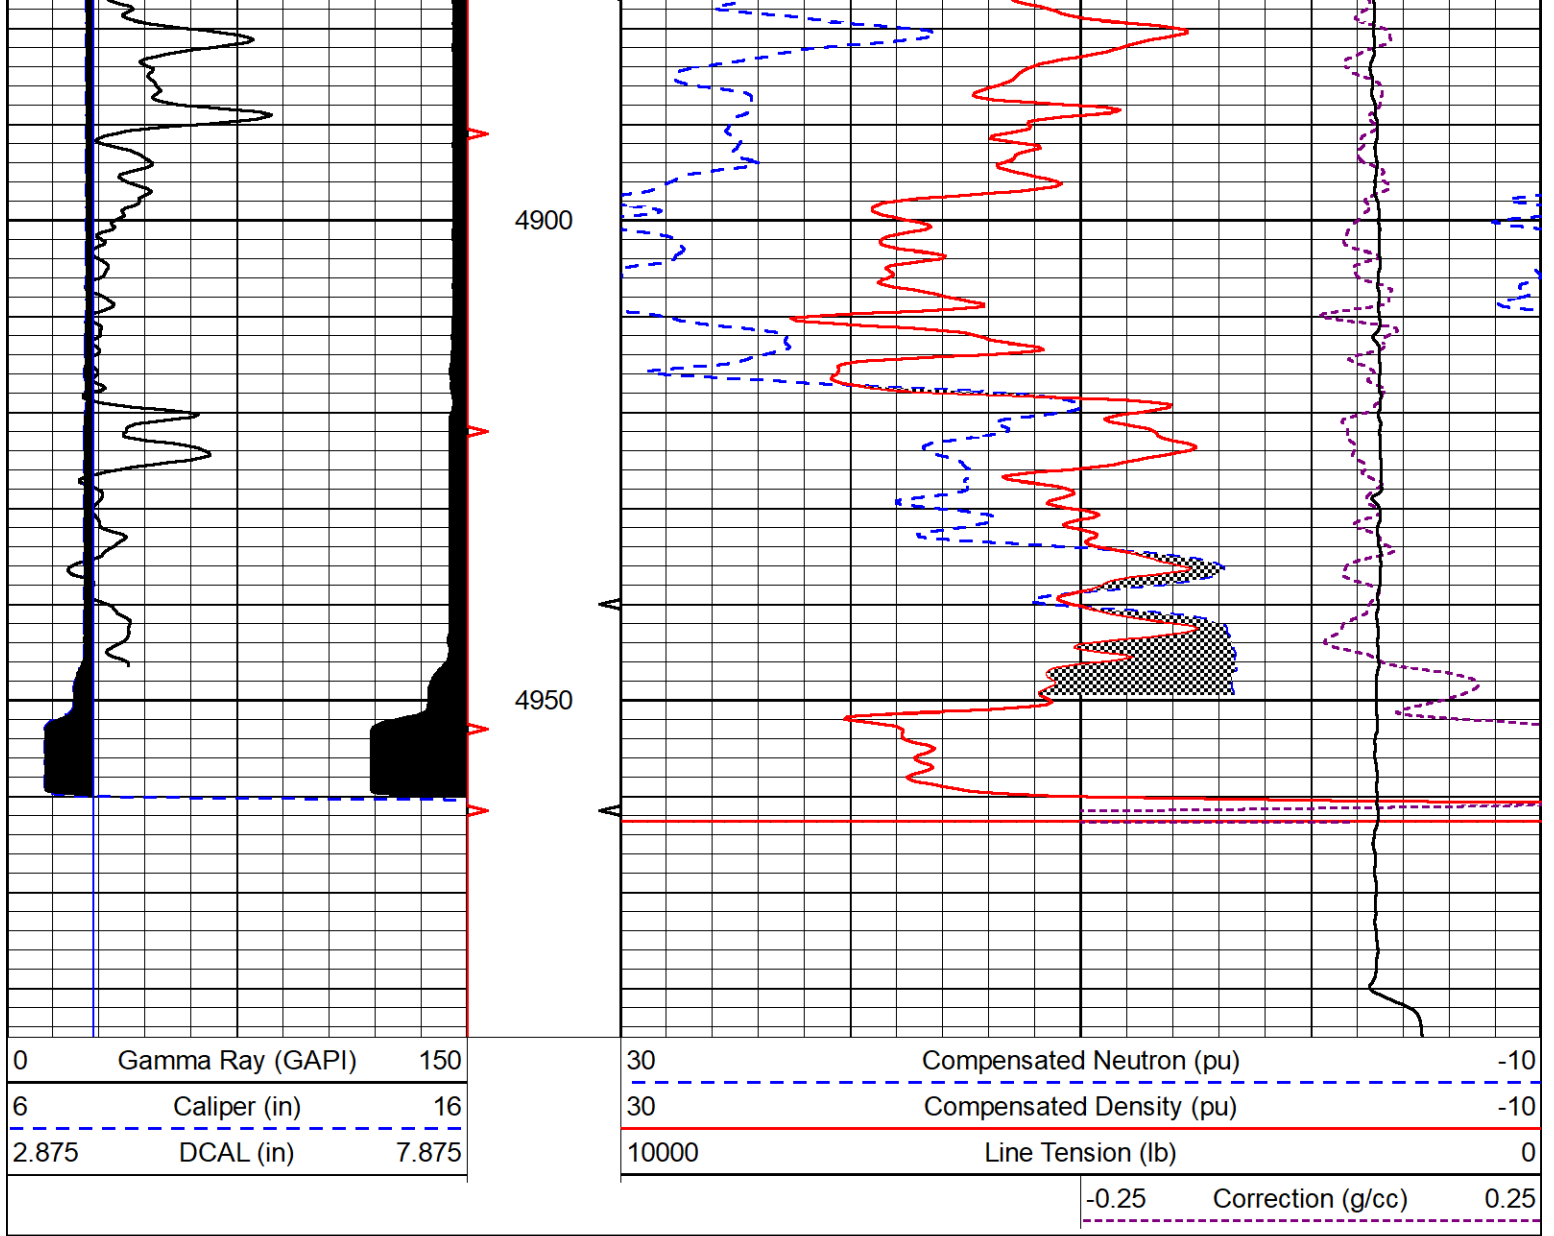 4900
4950
0 Gamma Ray (GAPI) 150
6 Caliper (in) 16
2.875 DCAL (in) 7.875
30 Compensated Neutron (pu) -10
30 Compensated Density (pu) -10
10000 Line Tension (lb) 0
-0.25 Correction (g/cc) 0.25